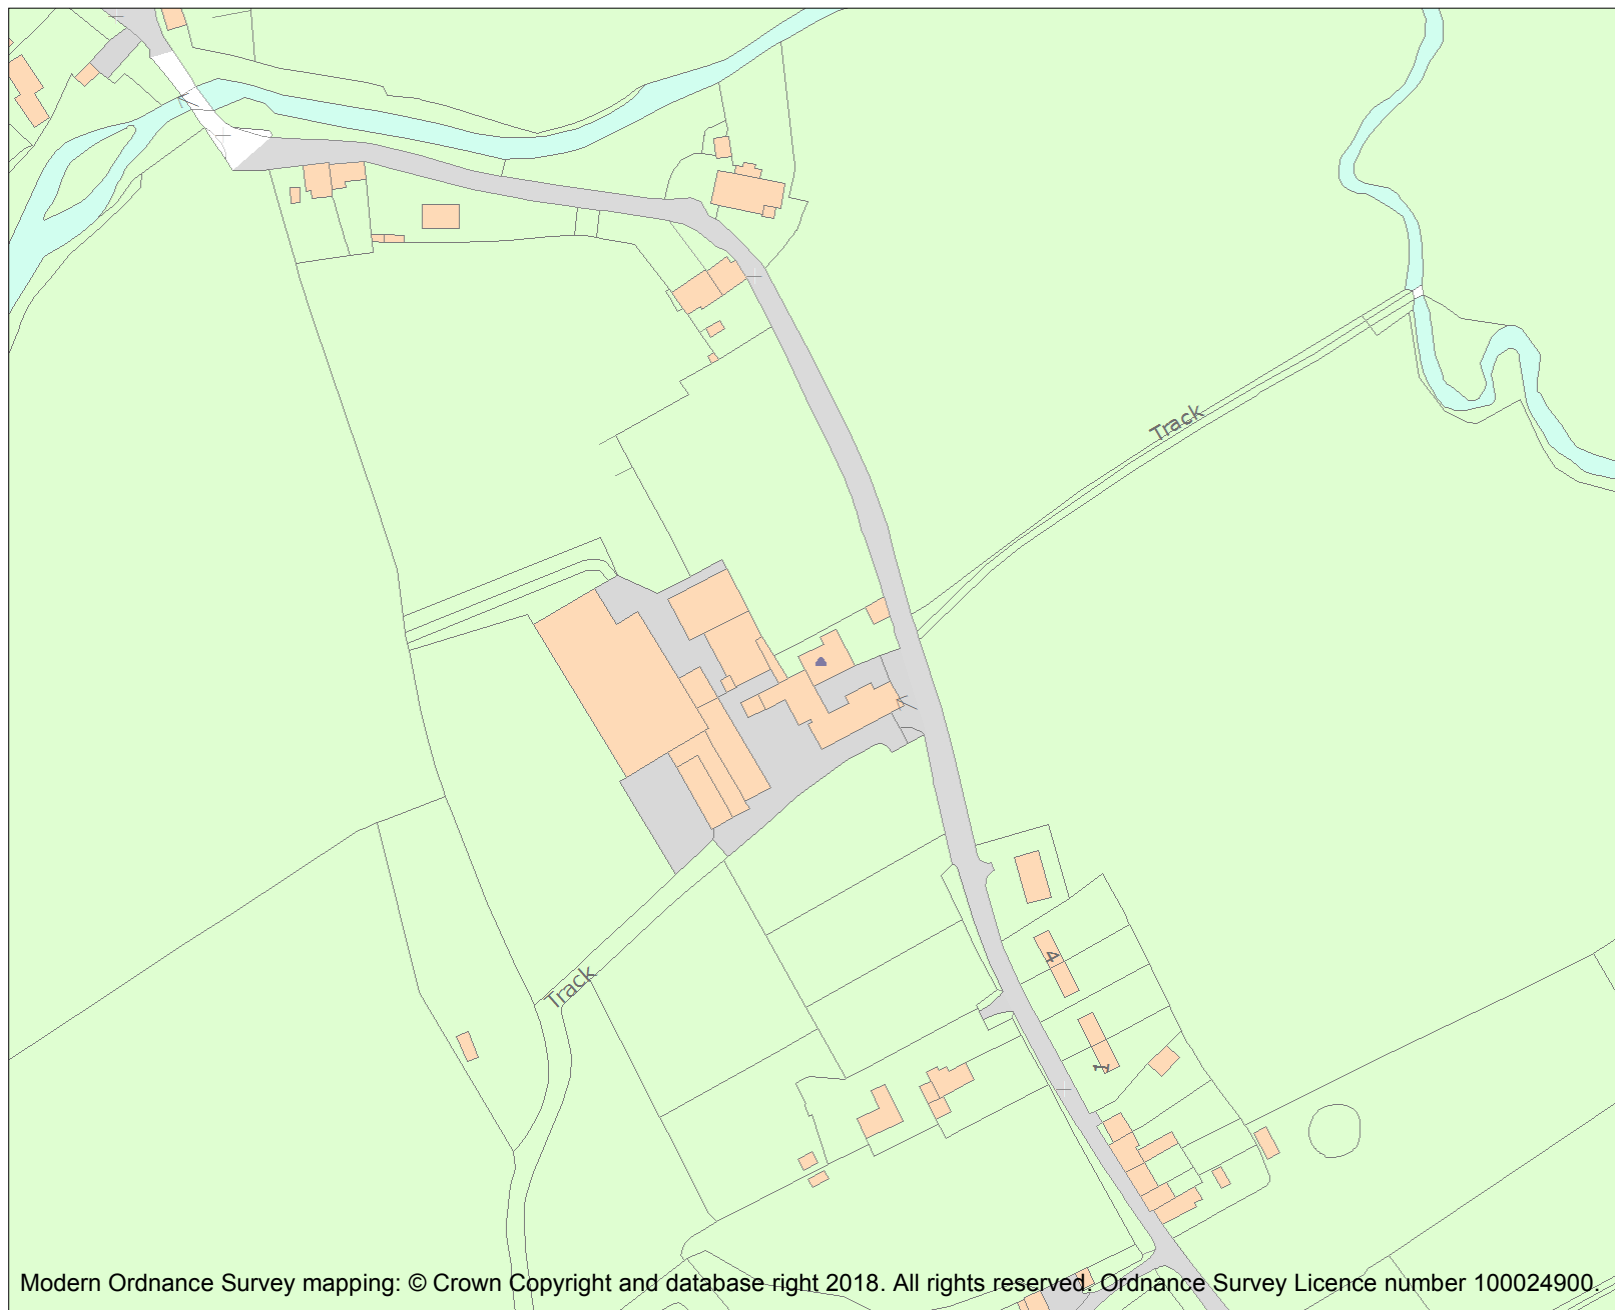 Track
Track
4
1
Modern Ordnance Survey mapping: © Crown Copyright and database right 2018. All rights reserved. Ordnance Survey Licence number 100024900.